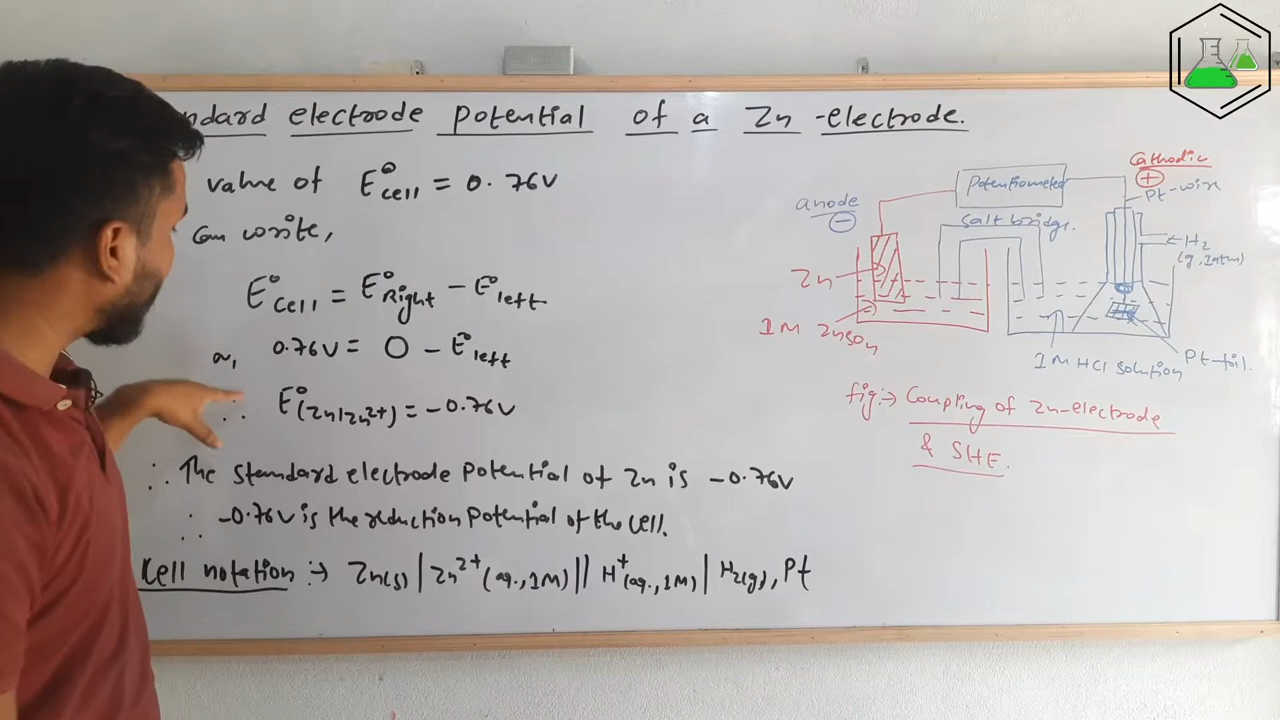 ndard electrode potential of a Zn-electrode.
value of E°cell = 0.76V
can write,
E°Cell = E°Right - E°left
or, 0.76V = 0 - E°left
∴ E°(Zn|Zn²⁺) = -0.76V
∴ The standard electrode potential of Zn is -0.76V
∴ -0.76V is the reduction potential of the cell.
Cell notation :→ Zn(s) | Zn²⁺(aq., 1M) || H⁺(aq., 1M) | H₂(g), Pt
Cathodic
+
Potentiometer
Pt-wire
anode
-
Salt bridge.
H₂
(g, 1atm)
Zn
1M ZnSO₄
1M HCl solution
Pt-foil.
fig:→ Coupling of Zn-electrode
& SHE.